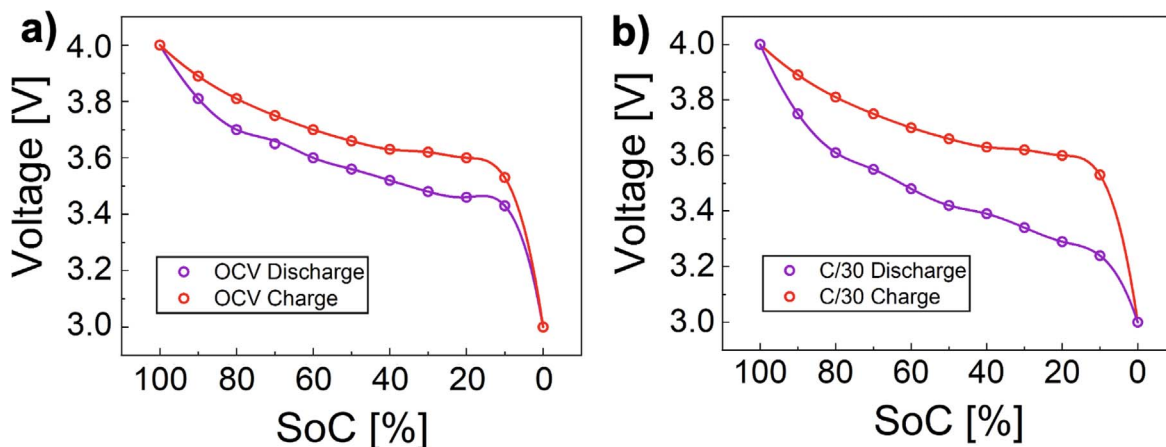 a)
Voltage [V]
4.0
3.8
3.6
3.4
3.2
3.0
OCV Discharge
OCV Charge
100 80 60 40 20 0
SoC [%]
b)
Voltage [V]
4.0
3.8
3.6
3.4
3.2
3.0
C/30 Discharge
C/30 Charge
100 80 60 40 20 0
SoC [%]